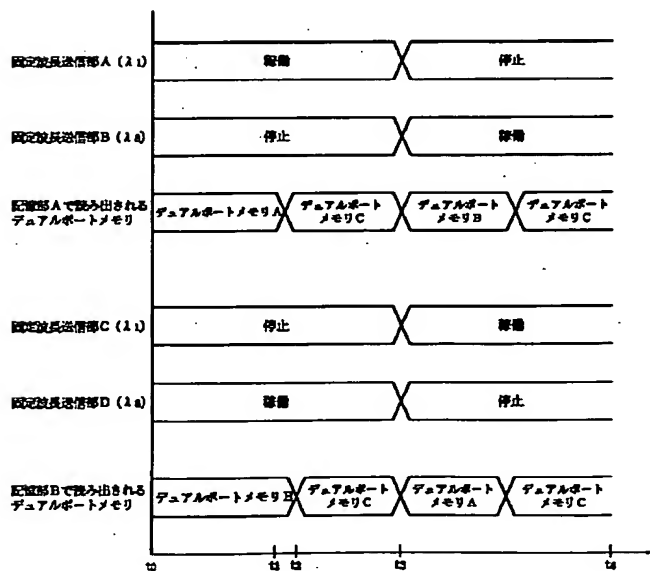 固定波長送信部A (λ1)
稼働
停止
固定波長送信部B (λ2)
停止
稼働
記憶部Aで読み出される
デュアルポートメモリ
デュアルポートメモリA
デュアルポート
メモリC
デュアルポート
メモリB
デュアルポート
メモリC
固定波長送信部C (λ1)
停止
稼働
固定波長送信部D (λ2)
稼働
停止
記憶部Bで読み出される
デュアルポートメモリ
デュアルポートメモリB
デュアルポート
メモリC
デュアルポート
メモリA
デュアルポート
メモリC
t0 t1 t2 t3 t4